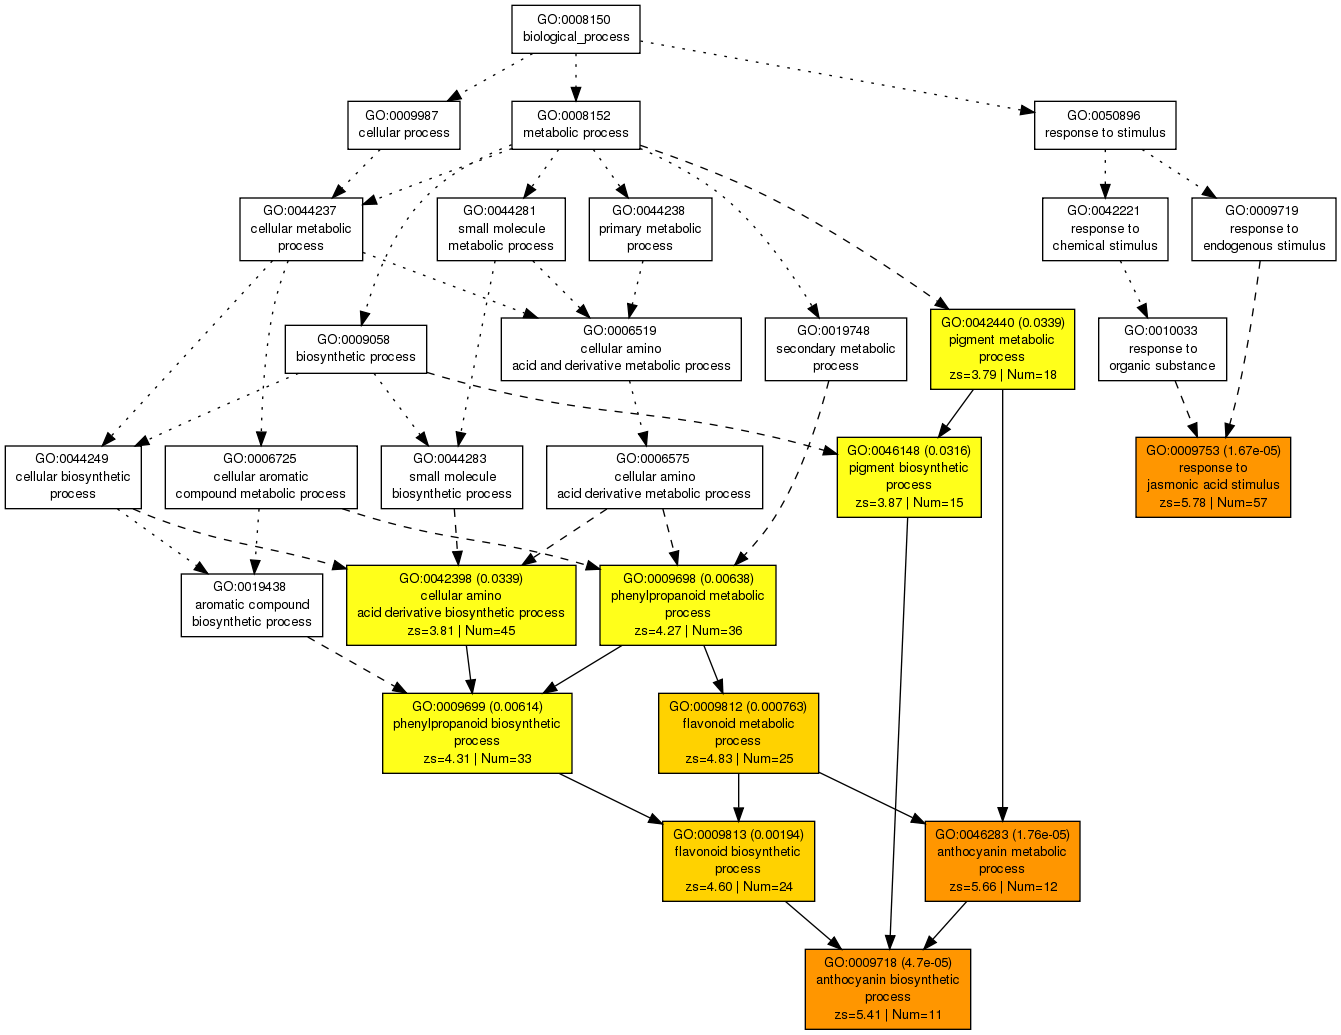 GO:0008150
biological_process
GO:0009987
cellular process
GO:0008152
metabolic process
GO:0050896
response to stimulus
GO:0044237
cellular metabolic
process
GO:0044281
small molecule
metabolic process
GO:0044238
primary metabolic
process
GO:0042221
response to
chemical stimulus
GO:0009719
response to
endogenous stimulus
GO:0009058
biosynthetic process
GO:0006519
cellular amino
acid and derivative metabolic process
GO:0019748
secondary metabolic
process
GO:0042440 (0.0339)
pigment metabolic
process
zs=3.79 | Num=18
GO:0010033
response to
organic substance
GO:0044249
cellular biosynthetic
process
GO:0006725
cellular aromatic
compound metabolic process
GO:0044283
small molecule
biosynthetic process
GO:0006575
cellular amino
acid derivative metabolic process
GO:0046148 (0.0316)
pigment biosynthetic
process
zs=3.87 | Num=15
GO:0009753 (1.67e-05)
response to
jasmonic acid stimulus
zs=5.78 | Num=57
GO:0019438
aromatic compound
biosynthetic process
GO:0042398 (0.0339)
cellular amino
acid derivative biosynthetic process
zs=3.81 | Num=45
GO:0009698 (0.00638)
phenylpropanoid metabolic
process
zs=4.27 | Num=36
GO:0009699 (0.00614)
phenylpropanoid biosynthetic
process
zs=4.31 | Num=33
GO:0009812 (0.000763)
flavonoid metabolic
process
zs=4.83 | Num=25
GO:0009813 (0.00194)
flavonoid biosynthetic
process
zs=4.60 | Num=24
GO:0046283 (1.76e-05)
anthocyanin metabolic
process
zs=5.66 | Num=12
GO:0009718 (4.7e-05)
anthocyanin biosynthetic
process
zs=5.41 | Num=11